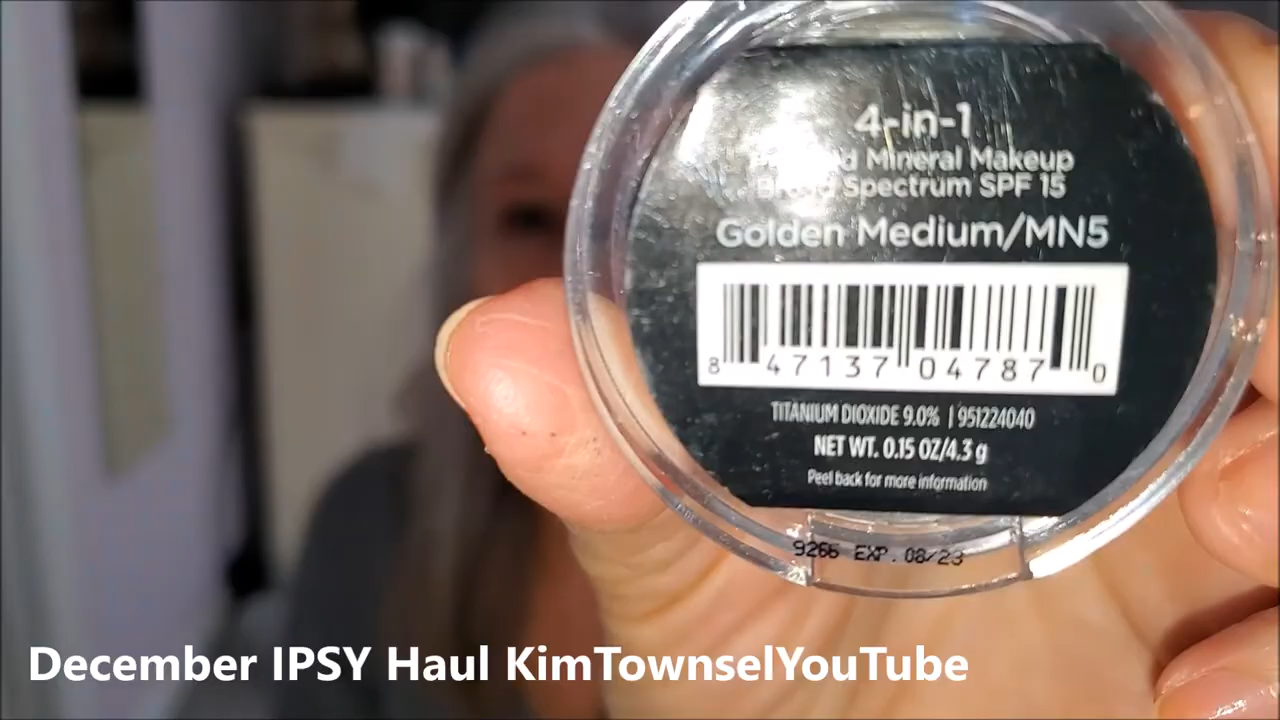 4-in-1
Mineral Makeup
Spectrum SPF 15
Golden Medium/MN5
8 47137 04787 0
TITANIUM DIOXIDE 9.0% | 951224040
NET WT. 0.15 OZ/4.3 g
Peel back for more information
9266 EXP. 08/23
December IPSY Haul KimTownselYouTube